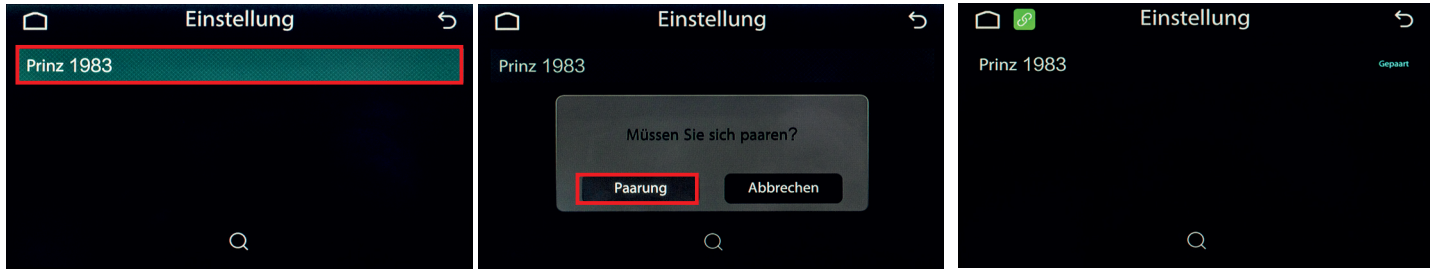 Einstellung
Prinz 1983
Einstellung
Prinz 1983
Müssen Sie sich paaren?
Paarung Abbrechen
Einstellung
Prinz 1983 Gepaart